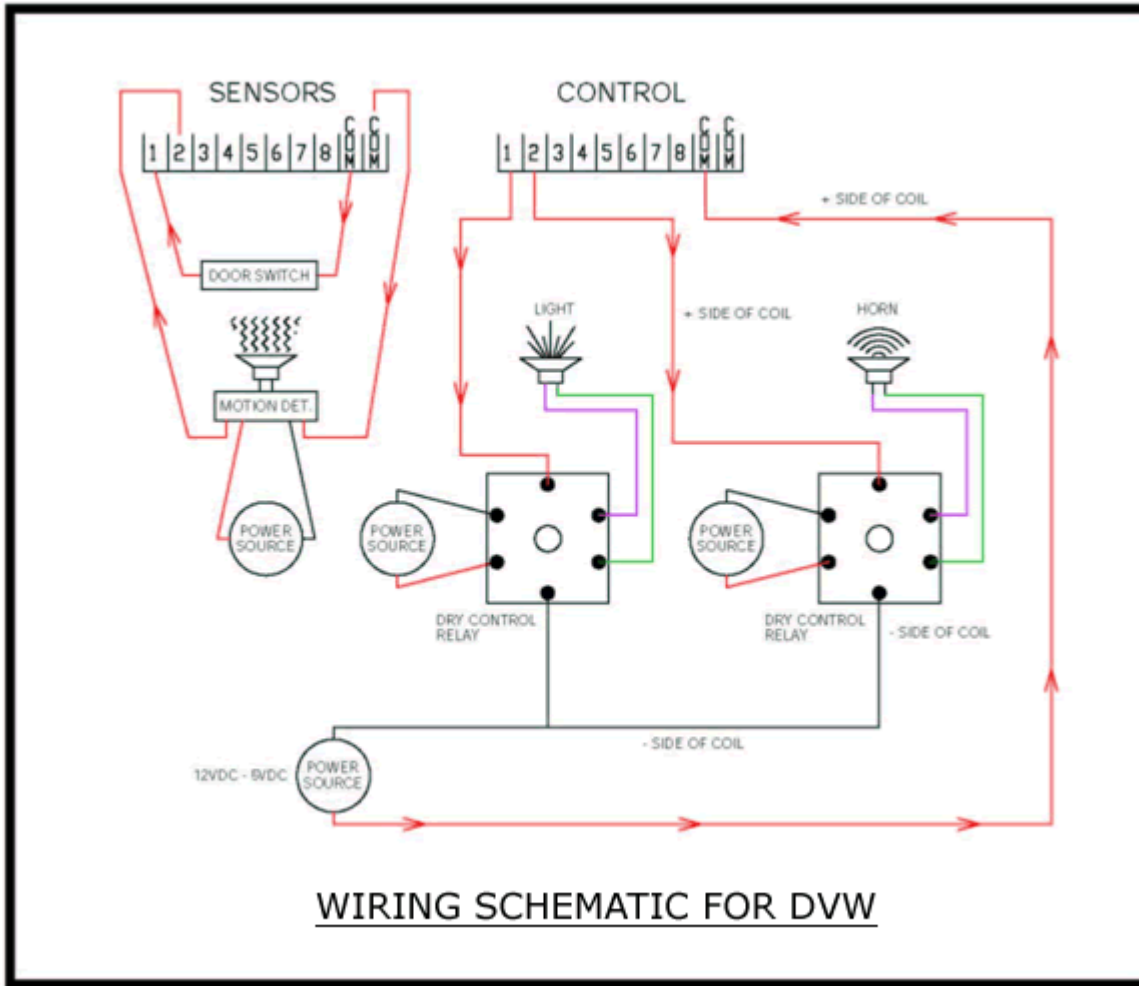 SENSORS
CONTROL
1 2 3 4 5 6 7 8 COM COM
1 2 3 4 5 6 7 8 COM COM
+ SIDE OF COIL
DOOR SWITCH
LIGHT
+ SIDE OF COIL
HORN
MOTION DET.
POWER
SOURCE
POWER
SOURCE
POWER
SOURCE
DRY CONTROL
RELAY
DRY CONTROL
RELAY
- SIDE OF COIL
- SIDE OF COIL
12VDC - 6VDC
POWER
SOURCE
WIRING SCHEMATIC FOR DVW